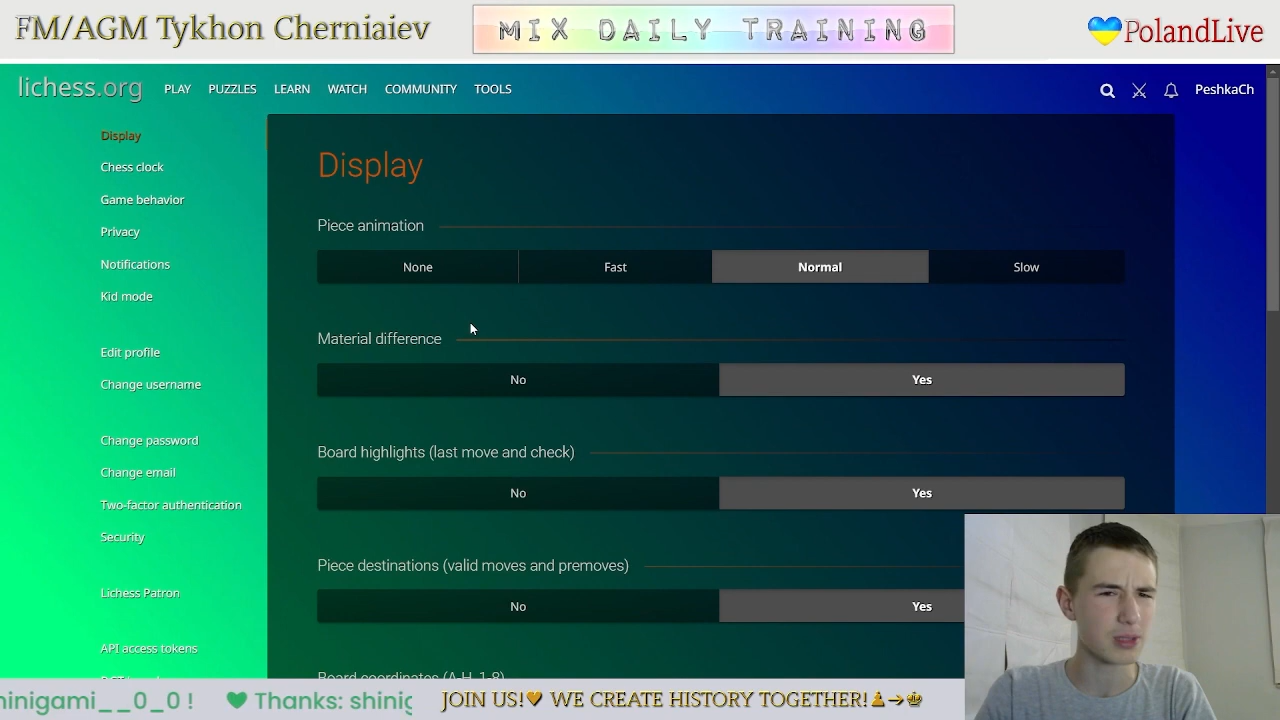 FM/AGM Tykhon Cherniaiev
MIX DAILY TRAINING
PolandLive
lichess.org
PLAY
PUZZLES
LEARN
WATCH
COMMUNITY
TOOLS
PeshkaCh
Display
Chess clock
Game behavior
Privacy
Notifications
Kid mode
Edit profile
Change username
Change password
Change email
Two-factor authentication
Security
Lichess Patron
API access tokens
Display
Piece animation
None
Fast
Normal
Slow
Material difference
No
Yes
Board highlights (last move and check)
No
Yes
Piece destinations (valid moves and premoves)
No
Yes
Board coordinates (A-H, 1-8)
hinigami__0_0 !
Thanks: shinig
JOIN US!🧡 WE CREATE HISTORY TOGETHER!♟➔♚